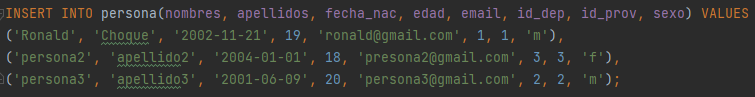 INSERT INTO persona(nombres, apellidos, fecha_nac, edad, email, id_dep, id_prov, sexo) VALUES
('Ronald', 'Choque', '2002-11-21', 19, 'ronald@gmail.com', 1, 1, 'm'),
('persona2', 'apellido2', '2004-01-01', 18, 'presona2@gmail.com', 3, 3, 'f'),
('persona3', 'apellido3', '2001-06-09', 20, 'persona3@gmail.com', 2, 2, 'm');